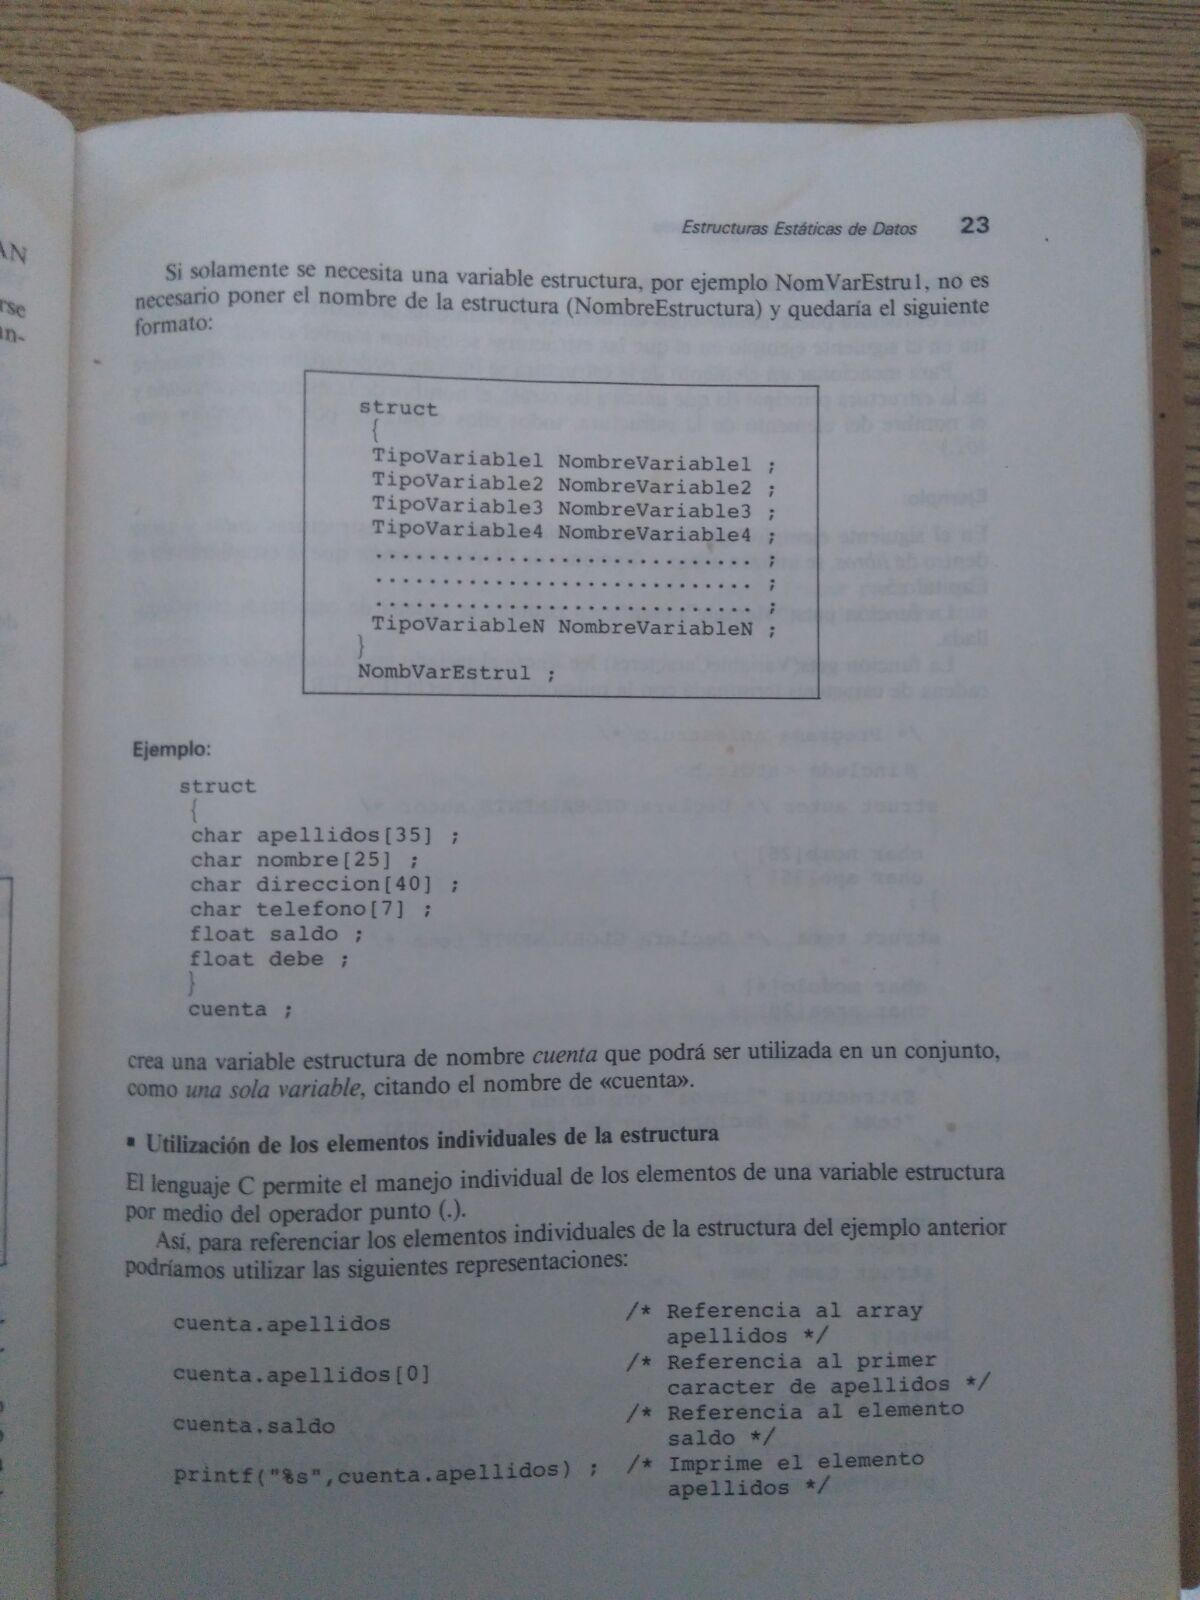 Estructuras Estáticas de Datos 23
Si solamente se necesita una variable estructura, por ejemplo NomVarEstru1, no es
necesario poner el nombre de la estructura (NombreEstructura) y quedaría el siguiente
formato:
struct
{
TipoVariable1 NombreVariable1 ;
TipoVariable2 NombreVariable2 ;
TipoVariable3 NombreVariable3 ;
TipoVariable4 NombreVariable4 ;
............................. ;
............................. ;
............................. ;
TipoVariableN NombreVariableN ;
}
NombVarEstru1 ;
Ejemplo:
struct
{
char apellidos[35] ;
char nombre[25] ;
char direccion[40] ;
char telefono[7] ;
float saldo ;
float debe ;
}
cuenta ;
crea una variable estructura de nombre cuenta que podrá ser utilizada en un conjunto,
como una sola variable, citando el nombre de «cuenta».
▪ Utilización de los elementos individuales de la estructura
El lenguaje C permite el manejo individual de los elementos de una variable estructura
por medio del operador punto (.).
Así, para referenciar los elementos individuales de la estructura del ejemplo anterior
podríamos utilizar las siguientes representaciones:
cuenta.apellidos /* Referencia al array
apellidos */
cuenta.apellidos[0] /* Referencia al primer
caracter de apellidos */
cuenta.saldo /* Referencia al elemento
saldo */
printf("%s",cuenta.apellidos) ; /* Imprime el elemento
apellidos */